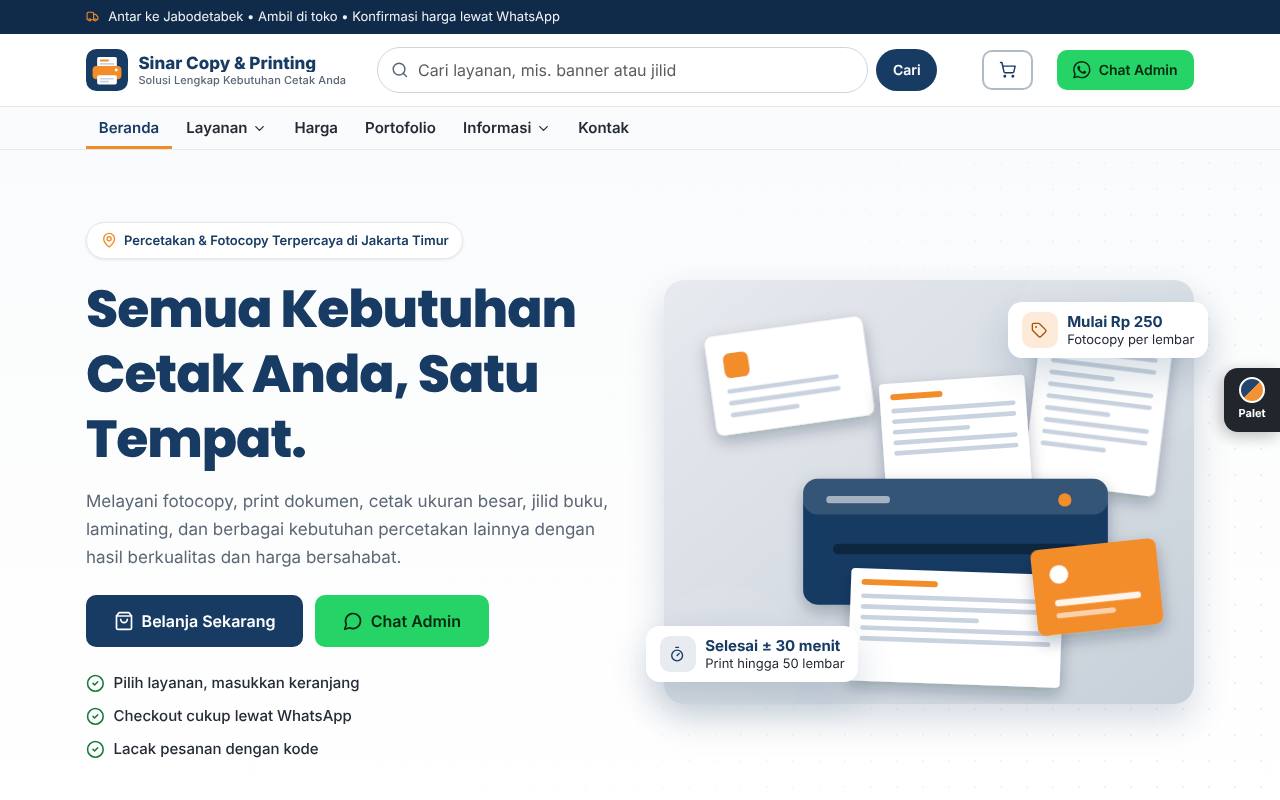 Antar ke Jabodetabek • Ambil di toko • Konfirmasi harga lewat WhatsApp
Sinar Copy & Printing
Solusi Lengkap Kebutuhan Cetak Anda
Cari layanan, mis. banner atau jilid
Cari
Chat Admin
Beranda
Layanan
Harga
Portofolio
Informasi
Kontak
Percetakan & Fotocopy Terpercaya di Jakarta Timur
Semua Kebutuhan
Cetak Anda, Satu
Tempat.
Melayani fotocopy, print dokumen, cetak ukuran besar, jilid buku,
laminating, dan berbagai kebutuhan percetakan lainnya dengan
hasil berkualitas dan harga bersahabat.
Belanja Sekarang
Chat Admin
Pilih layanan, masukkan keranjang
Checkout cukup lewat WhatsApp
Lacak pesanan dengan kode
Mulai Rp 250
Fotocopy per lembar
Selesai ± 30 menit
Print hingga 50 lembar
Palet